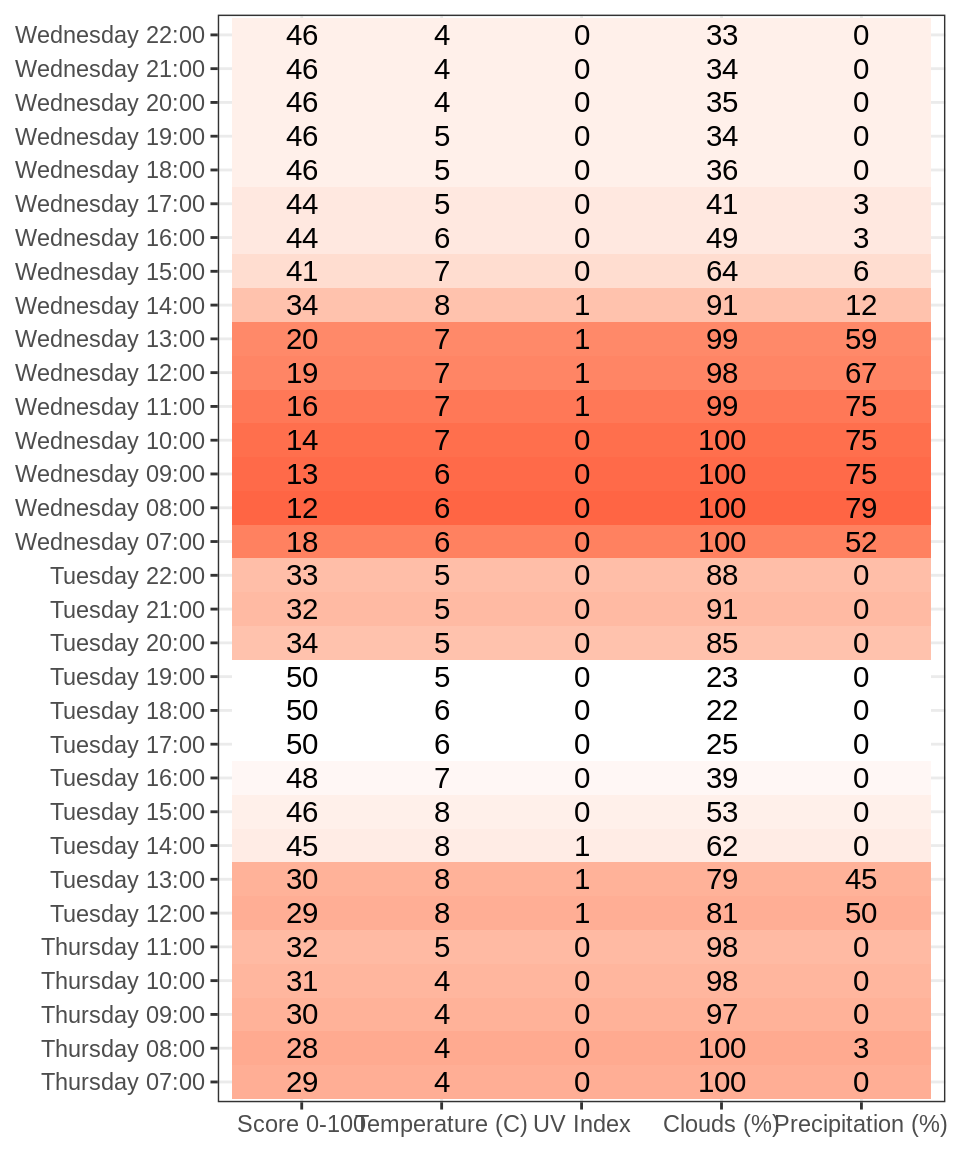 Wednesday 22:00 46 4 0 33 0
Wednesday 21:00 46 4 0 34 0
Wednesday 20:00 46 4 0 35 0
Wednesday 19:00 46 5 0 34 0
Wednesday 18:00 46 5 0 36 0
Wednesday 17:00 44 5 0 41 3
Wednesday 16:00 44 6 0 49 3
Wednesday 15:00 41 7 0 64 6
Wednesday 14:00 34 8 1 91 12
Wednesday 13:00 20 7 1 99 59
Wednesday 12:00 19 7 1 98 67
Wednesday 11:00 16 7 1 99 75
Wednesday 10:00 14 7 0 100 75
Wednesday 09:00 13 6 0 100 75
Wednesday 08:00 12 6 0 100 79
Wednesday 07:00 18 6 0 100 52
Tuesday 22:00 33 5 0 88 0
Tuesday 21:00 32 5 0 91 0
Tuesday 20:00 34 5 0 85 0
Tuesday 19:00 50 5 0 23 0
Tuesday 18:00 50 6 0 22 0
Tuesday 17:00 50 6 0 25 0
Tuesday 16:00 48 7 0 39 0
Tuesday 15:00 46 8 0 53 0
Tuesday 14:00 45 8 1 62 0
Tuesday 13:00 30 8 1 79 45
Tuesday 12:00 29 8 1 81 50
Thursday 11:00 32 5 0 98 0
Thursday 10:00 31 4 0 98 0
Thursday 09:00 30 4 0 97 0
Thursday 08:00 28 4 0 100 3
Thursday 07:00 29 4 0 100 0
Score 0-100 Temperature (C) UV Index Clouds (%) Precipitation (%)